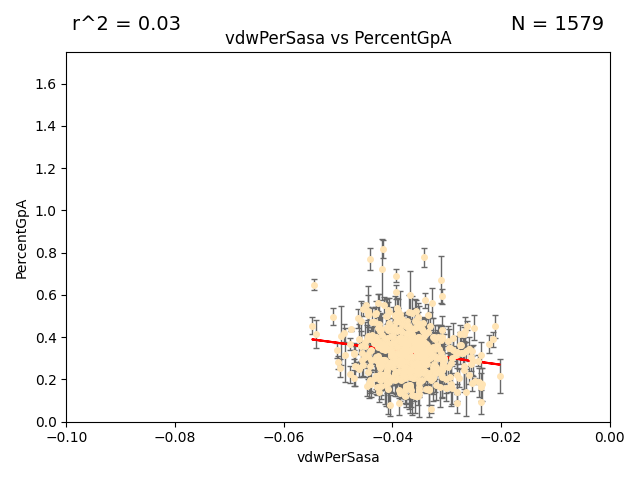 r^2 = 0.03
N = 1579
vdwPerSasa vs PercentGpA
PercentGpA
1.6
1.4
1.2
1.0
0.8
0.6
0.4
0.2
0.0
−0.10 −0.08 −0.06 −0.04 −0.02 0.00
vdwPerSasa